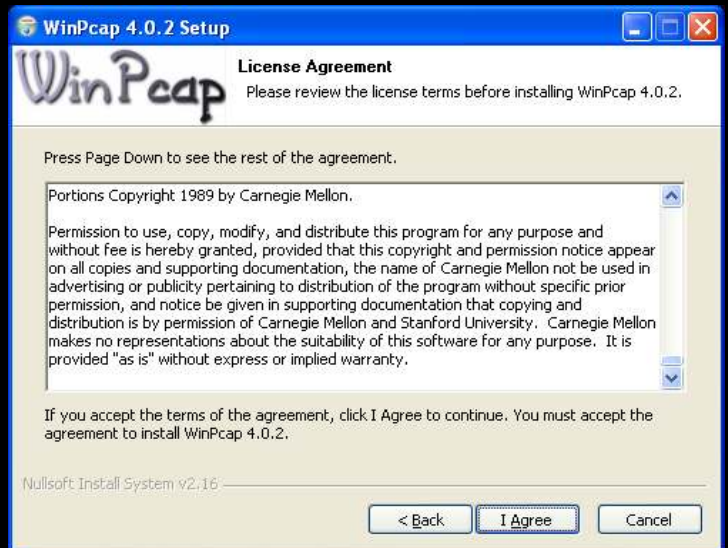 WinPcap 4.0.2 Setup
WinPcap
License Agreement
Please review the license terms before installing WinPcap 4.0.2.
Press Page Down to see the rest of the agreement.
Portions Copyright 1989 by Carnegie Mellon.
Permission to use, copy, modify, and distribute this program for any purpose and
without fee is hereby granted, provided that this copyright and permission notice appear
on all copies and supporting documentation, the name of Carnegie Mellon not be used in
advertising or publicity pertaining to distribution of the program without specific prior
permission, and notice be given in supporting documentation that copying and
distribution is by permission of Carnegie Mellon and Stanford University.  Carnegie Mellon
makes no representations about the suitability of this software for any purpose.  It is
provided "as is" without express or implied warranty.
If you accept the terms of the agreement, click I Agree to continue. You must accept the
agreement to install WinPcap 4.0.2.
Nullsoft Install System v2.16
< Back
I Agree
Cancel